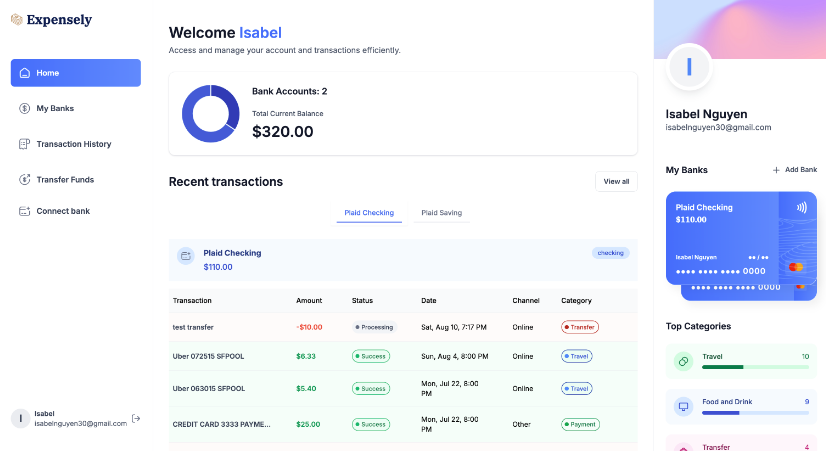 Expensely
Home
My Banks
Transaction History
Transfer Funds
Connect bank
I
Isabel
isabelnguyen30@gmail.com
Welcome Isabel
Access and manage your account and transactions efficiently.
Bank Accounts: 2
Total Current Balance
$320.00
Recent transactions
View all
Plaid Checking Plaid Saving
Plaid Checking
$110.00
checking
Transaction Amount Status Date Channel Category
test transfer -$10.00 Processing Sat, Aug 10, 7:17 PM Online Transfer
Uber 072515 SFPOOL $6.33 Success Sun, Aug 4, 8:00 PM Online Travel
Uber 063015 SFPOOL $5.40 Success Mon, Jul 22, 8:00 PM Online Travel
CREDIT CARD 3333 PAYME... $25.00 Success Mon, Jul 22, 8:00 PM Other Payment
I
Isabel Nguyen
isabelnguyen30@gmail.com
My Banks
+ Add Bank
Plaid Checking
$110.00
Isabel Nguyen ●● / ●●
●●●● ●●●● ●●●● 0000
●●●● ●●●● ●●●● 0000
Top Categories
Travel 10
Food and Drink 9
Transfer 4